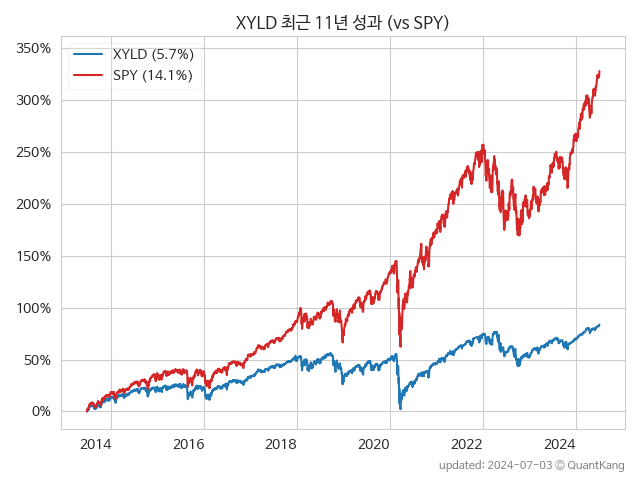 XYLD 최근 11년 성과 (vs SPY)
XYLD (5.7%)
SPY (14.1%)
350%
300%
250%
200%
150%
100%
50%
0%
2014 2016 2018 2020 2022 2024
updated: 2024-07-03 © QuantKang